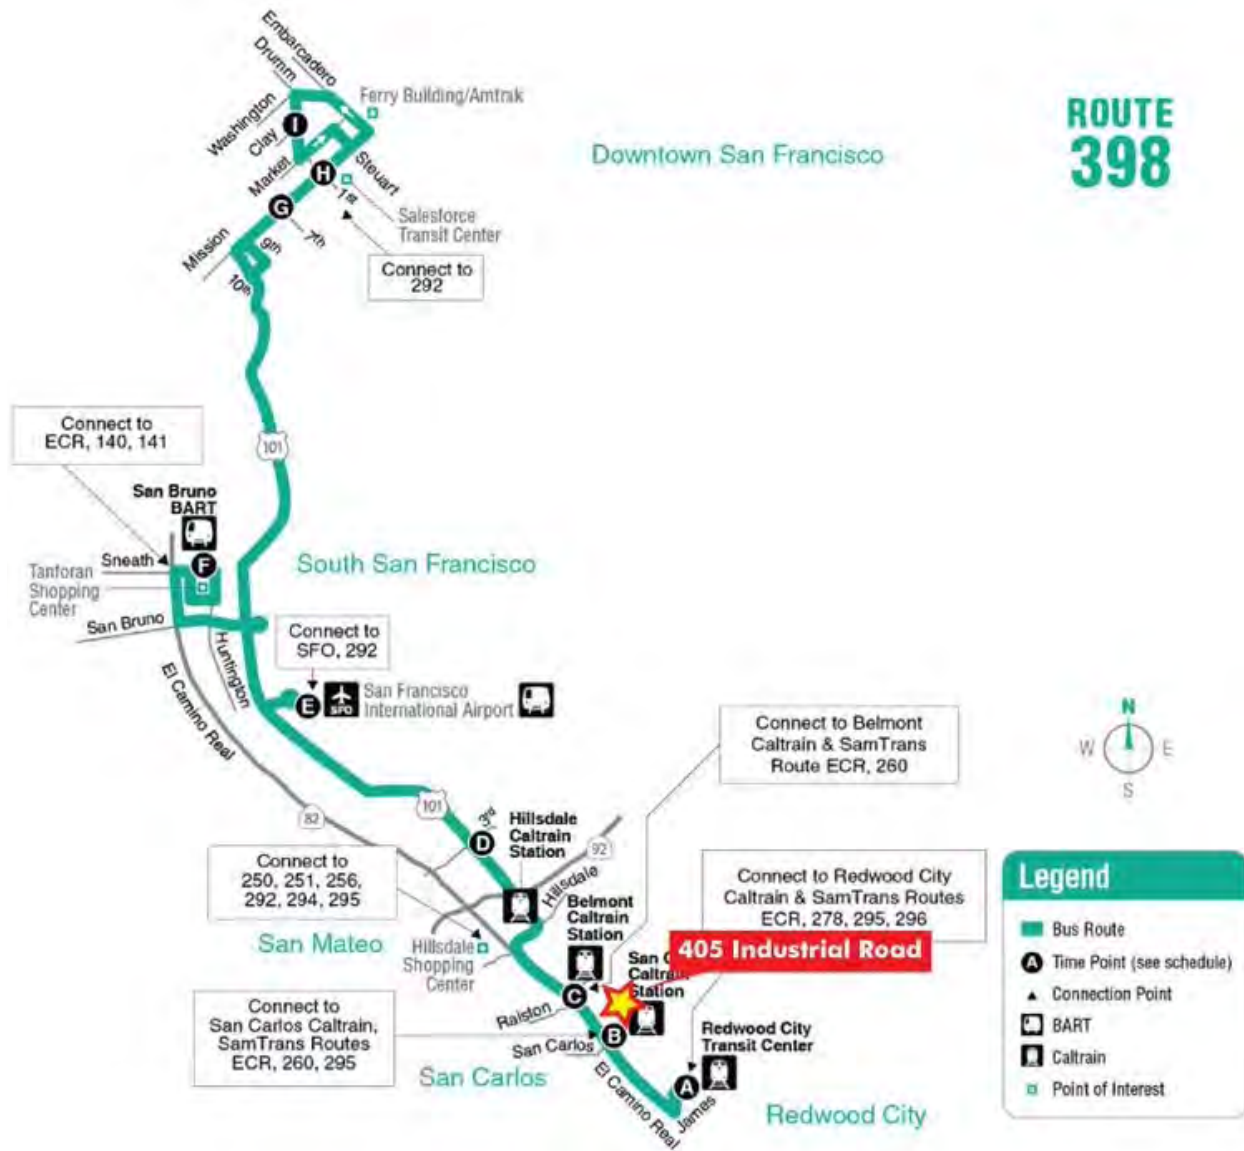 ROUTE
398
Embarcadero
Drumm
Washington
Clay
Market
Ferry Building/Amtrak
Steuart
Downtown San Francisco
I
H
G
1st
7th
9th
10th
Mission
Salesforce
Transit Center
Connect to
292
Connect to
ECR, 140, 141
101
San Bruno
BART
Sneath
F
Tanforan
Shopping
Center
San Bruno
Huntington
El Camino Real
South San Francisco
Connect to
SFO, 292
E
SFO
San Francisco
International Airport
Connect to Belmont
Caltrain & SamTrans
Route ECR, 260
N
W E
S
82
101
3rd
D
Hillsdale
Caltrain
Station
92
Hillsdale
Connect to
250, 251, 256,
292, 294, 295
San Mateo
Hillsdale
Shopping
Center
Belmont
Caltrain
Station
Connect to Redwood City
Caltrain & SamTrans Routes
ECR, 278, 295, 296
405 Industrial Road
San C
Caltrain
Station
C
Ralston
B
San Carlos
Connect to
San Carlos Caltrain,
SamTrans Routes
ECR, 260, 295
San Carlos
El Camino Real
Redwood City
Transit Center
A
James
Redwood City
Legend
Bus Route
A Time Point (see schedule)
Connection Point
BART
Caltrain
Point of Interest